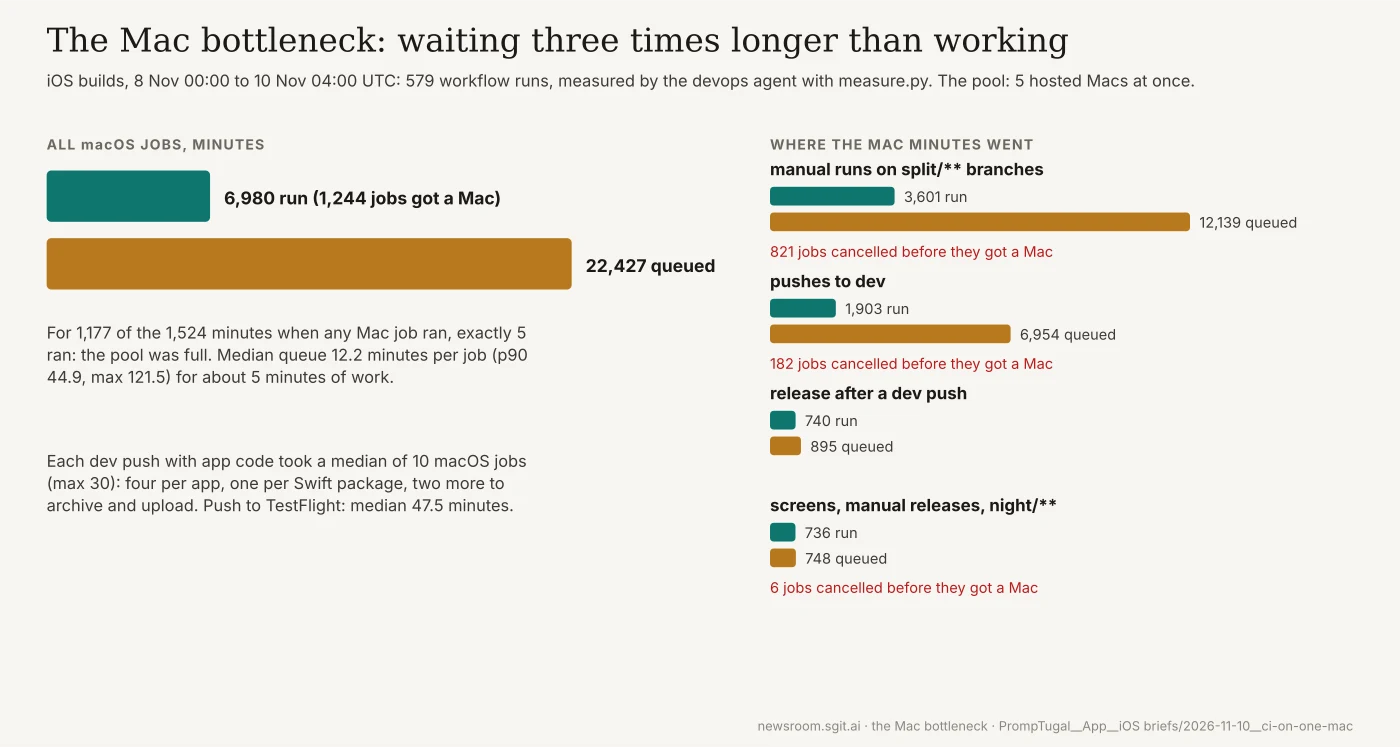 The Mac bottleneck: waiting three times longer than working
iOS builds, 8 Nov 00:00 to 10 Nov 04:00 UTC: 579 workflow runs, measured by the devops agent with measure.py. The pool: 5 hosted Macs at once.
ALL macOS JOBS, MINUTES
6,980 run (1,244 jobs got a Mac)
22,427 queued
For 1,177 of the 1,524 minutes when any Mac job ran, exactly 5
ran: the pool was full. Median queue 12.2 minutes per job (p90
44.9, max 121.5) for about 5 minutes of work.
Each dev push with app code took a median of 10 macOS jobs
(max 30): four per app, one per Swift package, two more to
archive and upload. Push to TestFlight: median 47.5 minutes.
WHERE THE MAC MINUTES WENT
manual runs on split/** branches
3,601 run
12,139 queued
821 jobs cancelled before they got a Mac
pushes to dev
1,903 run
6,954 queued
182 jobs cancelled before they got a Mac
release after a dev push
740 run
895 queued
screens, manual releases, night/**
736 run
748 queued
6 jobs cancelled before they got a Mac
newsroom.sgit.ai · the Mac bottleneck · PrompTugal__App__iOS briefs/2026-11-10__ci-on-one-mac